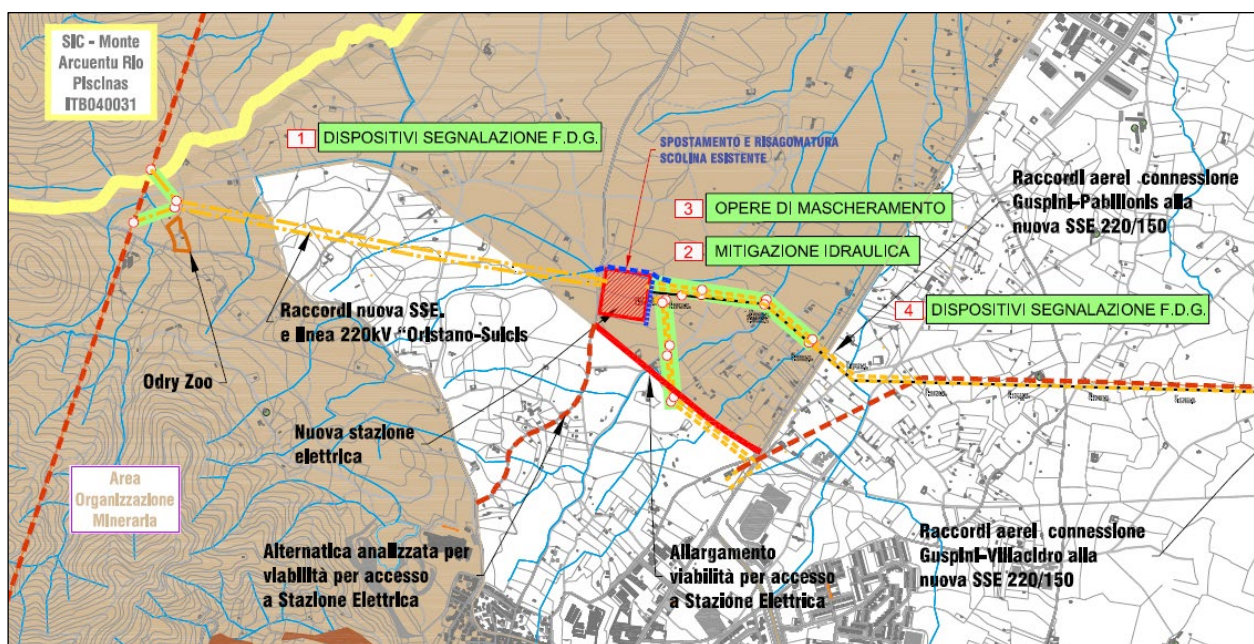 SIC - Monte
Arcuentu Rio
Piscinas
ITB040031
1 DISPOSITIVI SEGNALAZIONE F.D.G.
SPOSTAMENTO E RISAGOMATURA
SCOLINA ESISTENTE
3 OPERE DI MASCHERAMENTO
2 MITIGAZIONE IDRAULICA
Raccordi aerei connessione
Guspini-Pabillonis alla
nuova SSE 220/150
4 DISPOSITIVI SEGNALAZIONE F.D.G.
Raccordi nuova SSE.
e linea 220kV "Oristano-Sulcis
Odry Zoo
Nuova stazione
elettrica
Area
Organizzazione
Mineraria
Alternatica analizzata per
viabilità per accesso
a Stazione Elettrica
Allargamento
viabilità per accesso
a Stazione Elettrica
Raccordi aerei connessione
Guspini-Villacidro alla
nuova SSE 220/150